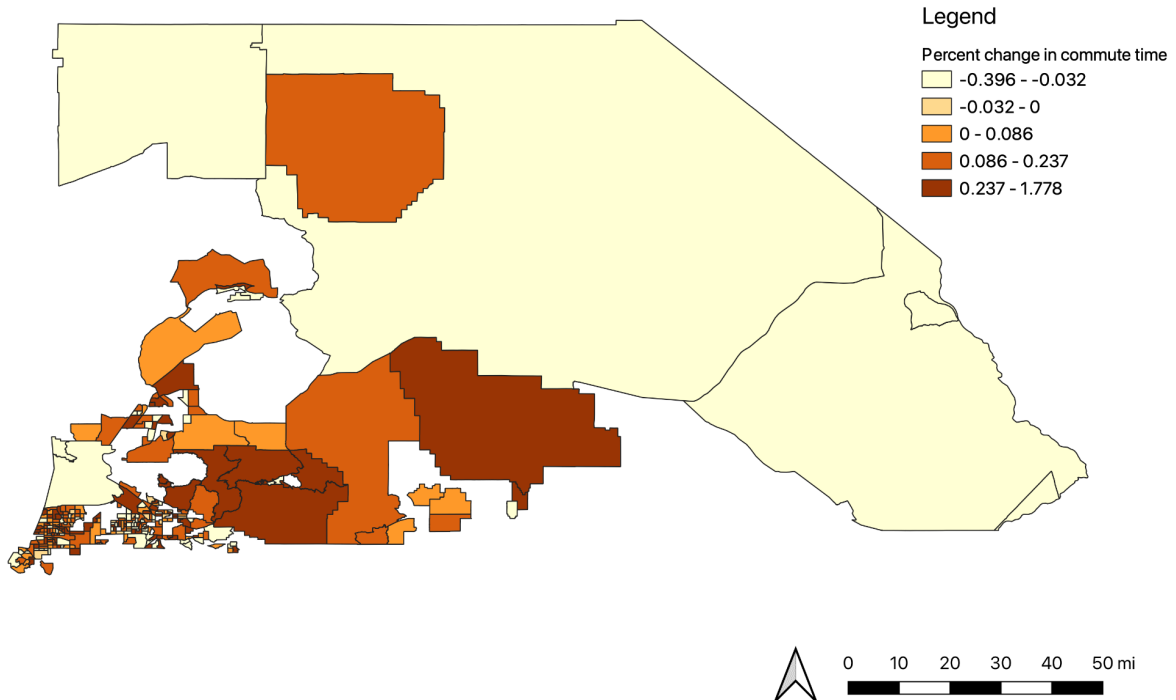 Legend
Percent change in commute time
-0.396 - -0.032
-0.032 - 0
0 - 0.086
0.086 - 0.237
0.237 - 1.778
0 10 20 30 40 50 mi